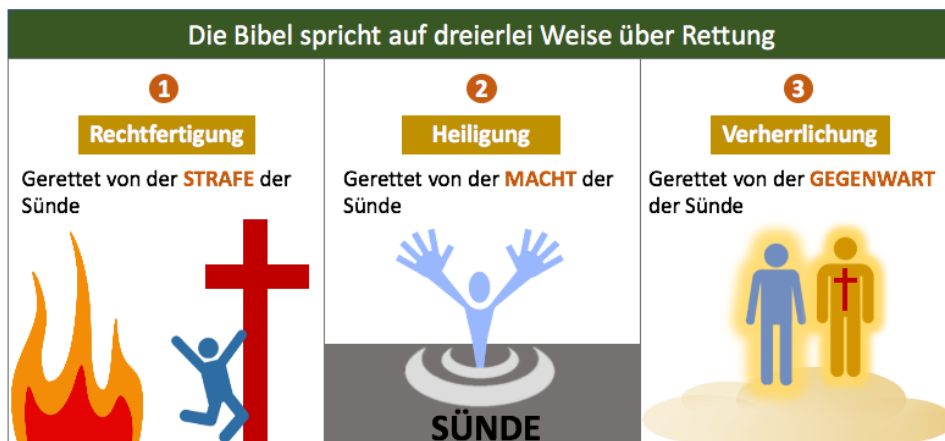 Die Bibel spricht auf dreierlei Weise über Rettung
1
Rechtfertigung
Gerettet von der STRAFE der
Sünde
2
Heiligung
Gerettet von der MACHT der
Sünde
SÜNDE
3
Verherrlichung
Gerettet von der GEGENWART
der Sünde